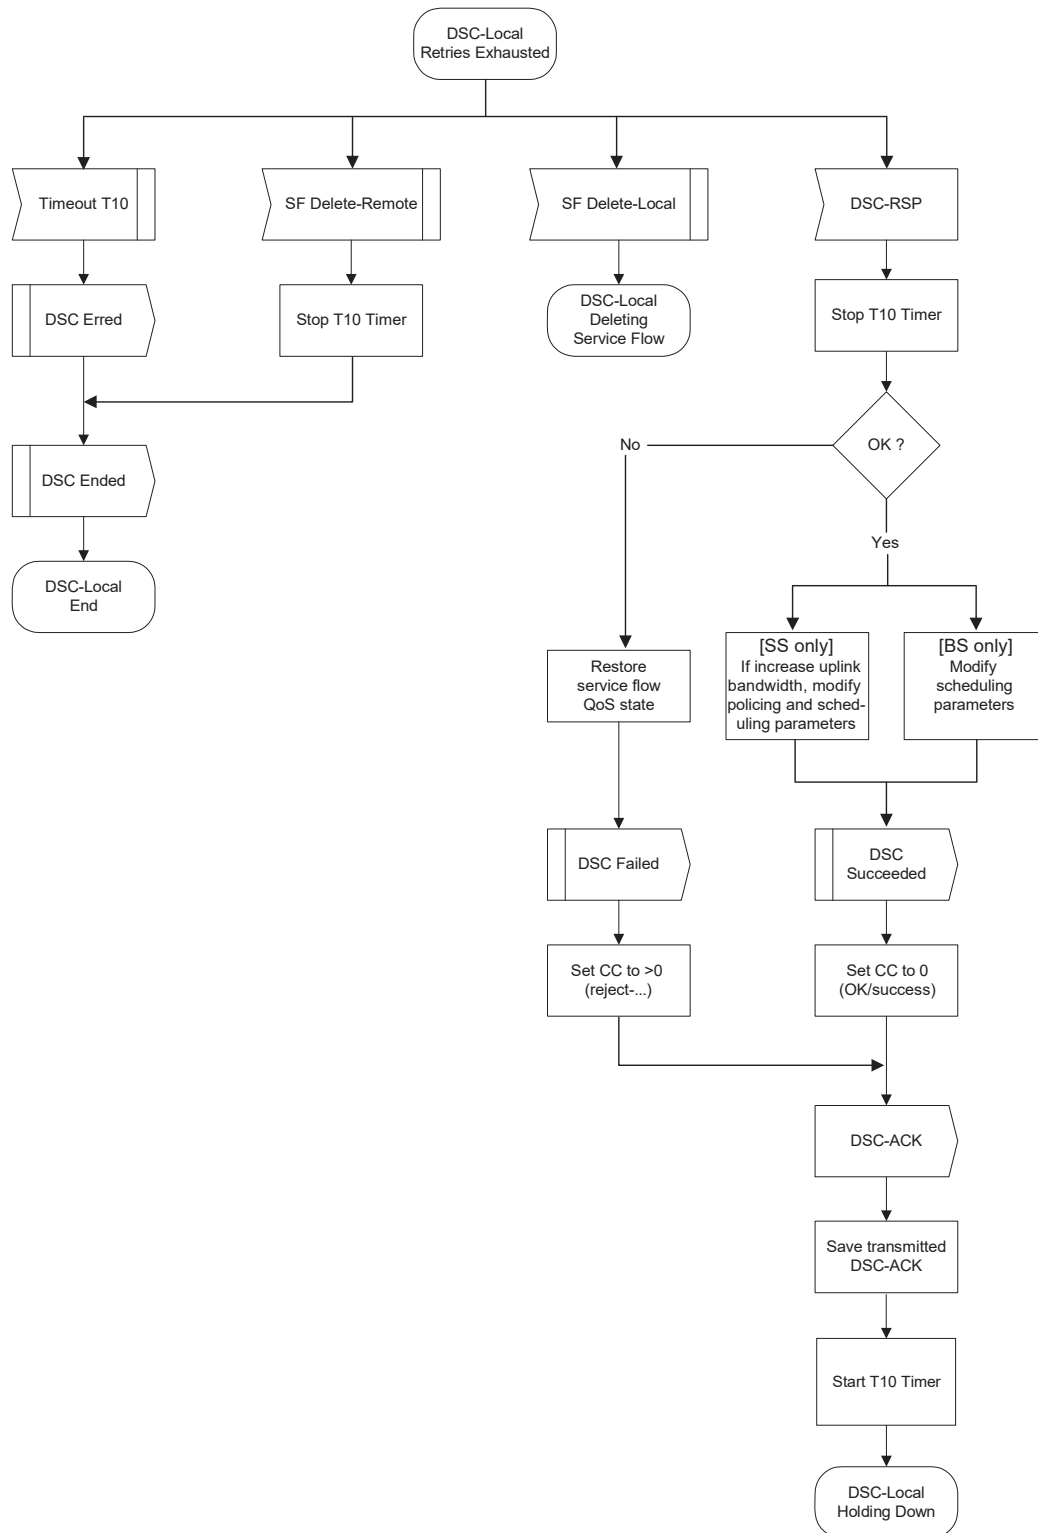 DSC-Local
Retries Exhausted
Timeout T10
SF Delete-Remote
SF Delete-Local
DSC-RSP
DSC Erred
Stop T10 Timer
DSC-Local
Deleting
Service Flow
Stop T10 Timer
No
OK ?
DSC Ended
Yes
DSC-Local
End
Restore
service flow
QoS state
[SS only]
If increase uplink
bandwidth, modify
policing and sched-
uling parameters
[BS only]
Modify
scheduling
parameters
DSC Failed
DSC
Succeeded
Set CC to >0
(reject-...)
Set CC to 0
(OK/success)
DSC-ACK
Save transmitted
DSC-ACK
Start T10 Timer
DSC-Local
Holding Down